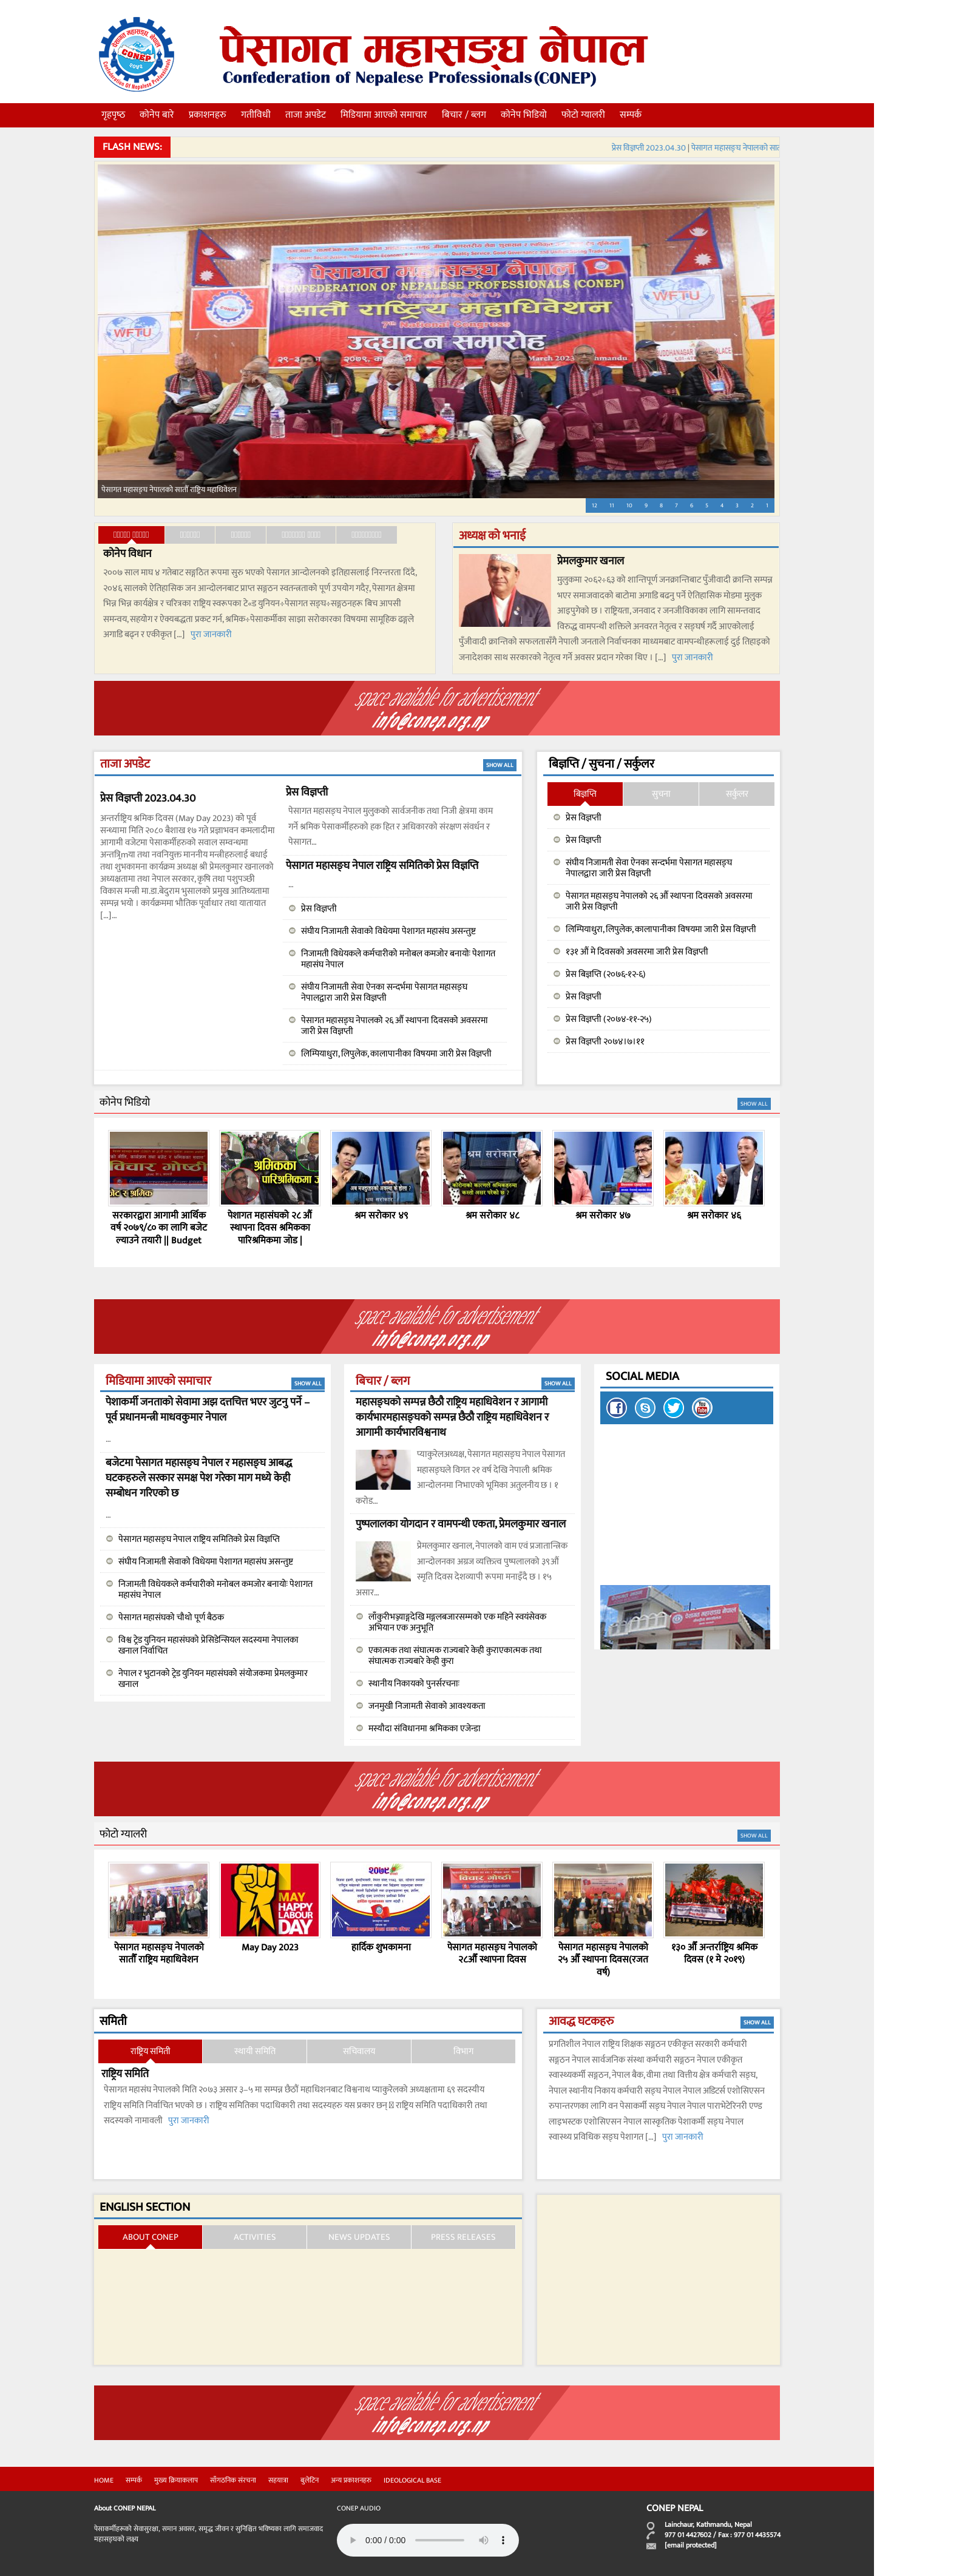 CONEP
पेसागत महासङ्घ नेपाल
Confederation of Nepalese Professionals(CONEP)
गृहपृष्ठ कोनेप बारे प्रकाशनहरु गतीविधी ताजा अपडेट मिडियामा आएको समाचार बिचार / ब्लग कोनेप भिडियो फोटो ग्यालरी सम्पर्क
FLASH NEWS:
प्रेस विज्ञप्ती 2023.04.30 | पेसागत महासङ्घ नेपालको सात
पेसागत महासङ्घ नेपाल
CONFEDERATION OF NEPALESE PROFESSIONALS (CONEP)
सातौं राष्ट्रिय महाधिवेशन
7th National Congress
उद्घाटन समारोह
WFTU
पेसागत महासङ्घ नेपालको सातौँ राष्ट्रिय महाधिवेशन
12 11 10 9 8 7 6 5 4 3 2 1
कोनेप विधान
२००७ साल माघ ४ गतेबाट सङ्गठित रूपमा सुरु भएको पेसागत आन्दोलनको इतिहासलाई निरन्तरता दिँदै,
२०४६ सालको ऐतिहासिक जन आन्दोलनबाट प्राप्त सङ्गठन स्वतन्त्रताको पूर्ण उपयोग गर्दैर्, पेसागत क्षेत्रमा
भिन्न भिन्न कार्यक्षेत्र र चरित्रका राष्ट्रिय स्वरूपका टे«ड युनियन÷पेसागत सङ्घ÷सङ्गठनहरू बिच आपसी
समन्वय, सहयोग र ऐक्यबद्धता प्रकट गर्न, श्रमिक÷पेसाकर्मीका साझा सरोकारका विषयमा सामूहिक ढङ्गले
अगाडि बढ्न र एकीकृत [...] पुरा जानकारी
अध्यक्ष को भनाई
प्रेमलकुमार खनाल
मुलुकमा २०६२÷६३ को शान्तिपूर्ण जनक्रान्तिबाट पुँजीवादी क्रान्ति सम्पन्न
भएर समाजवादको बाटोमा अगाडि बढ्नु पर्ने ऐतिहासिक मोडमा मुलुक
आइपुगेको छ । राष्ट्रियता, जनवाद र जनजीविकाका लागि सामन्तवाद
विरुद्ध वामपन्थी शक्तिले अनवरत नेतृत्व र सङ्घर्ष गर्दै आएकोलाई
पुँजीवादी क्रान्तिको सफलतासँगै नेपाली जनताले निर्वाचनका माध्यमबाट वामपन्थीहरूलाई दुई तिहाइको
जनादेशका साथ सरकारको नेतृत्व गर्ने अवसर प्रदान गरेका थिए । [...] पुरा जानकारी
space available for advertisement
info@conep.org.np
ताजा अपडेट
SHOW ALL
प्रेस विज्ञप्ती 2023.04.30
अन्तर्राष्ट्रिय श्रमिक दिवस (May Day 2023) को पूर्व
सन्ध्यामा मिति २०८० बैशाख १७ गते प्रज्ञाभवन कमलादीमा
आगामी वजेटमा पेसाकर्मीहरुको सवाल सम्वन्धमा
अन्तत्र्रिmया तथा नवनियुक्त माननीय मन्त्रीहरुलाई बधाई
तथा शुभकामना कार्यक्रम अध्यक्ष श्री प्रेमलकुमार खनालको
अध्यक्षतामा तथा नेपाल सरकार, कृषि तथा पशुपञ्छी
विकास मन्त्री मा.डा.बेदुराम भुसालको प्रमुख आतिथ्यतामा
सम्पन्न भयो । कार्यक्रममा भौतिक पूर्वाधार तथा यातायात
[...]...
प्रेस विज्ञप्ती
पेसागत महासङ्घ नेपाल मुलुकको सार्वजनीक तथा निजी क्षेत्रमा काम
गर्ने श्रमिक पेसाकर्मीहरुको हक हित र अधिकारको संरक्षण संवर्धन र
पेसागत...
पेसागत महासङ्घ नेपाल राष्ट्रिय समितिको प्रेस विज्ञप्ति
...
प्रेस विज्ञप्ती
संघीय निजामती सेवाको विधेयमा पेशागत महासंघ असन्तुष्ट
निजामती विधेयकले कर्मचारीको मनोबल कमजोर बनायोः पेशागत
महासंघ नेपाल
संघीय निजामती सेवा ऐनका सन्दर्भमा पेसागत महासङ्घ
नेपालद्वारा जारी प्रेस विज्ञप्ती
पेसागत महासङ्घ नेपालको २६ औँ स्थापना दिवसको अवसरमा
जारी प्रेस विज्ञप्ती
लिम्पियाधुरा, लिपुलेक, कालापानीका विषयमा जारी प्रेस विज्ञप्ती
बिज्ञप्ति / सुचना / सर्कुलर
बिज्ञप्ति सुचना सर्कुलर
प्रेस विज्ञप्ती
प्रेस विज्ञप्ती
संघीय निजामती सेवा ऐनका सन्दर्भमा पेसागत महासङ्घ
नेपालद्वारा जारी प्रेस विज्ञप्ती
पेसागत महासङ्घ नेपालको २६ औँ स्थापना दिवसको अवसरमा
जारी प्रेस विज्ञप्ती
लिम्पियाधुरा, लिपुलेक, कालापानीका विषयमा जारी प्रेस विज्ञप्ती
१३१ औं मे दिवसको अवसरमा जारी प्रेस विज्ञप्ती
प्रेस बिज्ञप्ति (२०७६-१२-६)
प्रेस विज्ञप्ती
प्रेस विज्ञप्ती (२०७४-११-२५)
प्रेस विज्ञप्ती २०७४।७।११
कोनेप भिडियो
SHOW ALL
विचार गोष्ठी
श्रमिकका
पारिश्रमिकमा ज
श्रम सरोकार
सरकारद्वारा आगामी आर्थिक
वर्ष २०७९/८० का लागि बजेट
ल्याउने तयारी || Budget
पेशागत महासंघको २८ औं
स्थापना दिवस श्रमिकका
पारिश्रमिकमा जोड |
श्रम सरोकार ४९
श्रम सरोकार ४८
श्रम सरोकार ४७
श्रम सरोकार ४६
space available for advertisement
info@conep.org.np
मिडियामा आएको समाचार
SHOW ALL
पेशाकर्मी जनताको सेवामा अझ दत्तचित्त भएर जुटनु पर्ने –
पूर्व प्रधानमन्त्री माधवकुमार नेपाल
...
बजेटमा पेसागत महासङ्घ नेपाल र महासङ्घ आबद्ध
घटकहरुले सरकार समक्ष पेश गरेका माग मध्ये केही
सम्बोधन गरिएको छ
...
पेसागत महासङ्घ नेपाल राष्ट्रिय समितिको प्रेस विज्ञप्ति
संघीय निजामती सेवाको विधेयमा पेशागत महासंघ असन्तुष्ट
निजामती विधेयकले कर्मचारीको मनोबल कमजोर बनायोः पेशागत
महासंघ नेपाल
पेसागत महासंघको चौथो पूर्ण बैठक
विश्व ट्रेड युनियन महासंघको प्रेसिडेन्सियल सदस्यमा नेपालका
खनाल निर्वाचित
नेपाल र भुटानको ट्रेड युनियन महासंघको संयोजकमा प्रेमलकुमार
खनाल
बिचार / ब्लग
SHOW ALL
महासङ्घको सम्पन्न छैठौ राष्ट्रिय महाधिवेशन र आगामी
कार्यभारमहासङ्घको सम्पन्न छैठौ राष्ट्रिय महाधिवेशन र
आगामी कार्यभारविश्वनाथ
प्याकुरेलअध्यक्ष, पेसागत महासङ्घ नेपाल पेसागत
महासङ्घले विगत २१ वर्ष देखि नेपाली श्रमिक
आन्दोलनमा निभाएको भूमिका अतुलनीय छ । १
करोड...
पुष्पलालका योगदान र वामपन्थी एकता, प्रेमलकुमार खनाल
प्रेमलकुमार खनाल, नेपालको वाम एवं प्रजातान्त्रिक
आन्दोलनका अग्रज व्यक्तित्व पुष्पलालको ३९औं
स्मृति दिवस देशव्यापी रूपमा मनाइँदै छ । १५
असार...
लाँकुरीभञ्याङ्गदेखि मङ्गलबजारसम्मको एक महिने स्वयंसेवक
अभियान एक अनुभूति
एकात्मक तथा संघात्मक राज्यबारे केही कुराएकात्मक तथा
संघात्मक राज्यबारे केही कुरा
स्थानीय निकायको पुनर्संरचनाः
जनमुखी निजामती सेवाको आवश्यकता
मस्यौदा संविधानमा श्रमिकका एजेन्डा
SOCIAL MEDIA
space available for advertisement
info@conep.org.np
फोटो ग्यालरी
SHOW ALL
MAY
HAPPY
LABOUR
DAY
२०७९
विचार गोष्ठी
पेसागत महासङ्घ नेपालको
सातौँ राष्ट्रिय महाधिवेशन
May Day 2023
हार्दिक शुभकामना
पेसागत महासङ्घ नेपालको
२८औँ स्थापना दिवस
पेसागत महासङ्घ नेपालको
२५ औँ स्थापना दिवस(रजत
वर्ष)
१३० औँ अन्तर्राष्ट्रिय श्रमिक
दिवस (१ मे २०१९)
समिती
राष्ट्रिय समिती स्थायी समिति सचिवालय बिभाग
राष्ट्रिय समिति
पेसागत महासंघ नेपालको मिति २०७३ असार ३–५ मा सम्पन्न छैठौं महाधिशनबाट विश्वनाथ प्याकुरेलको अध्यक्षतामा ६९ सदस्यीय
राष्ट्रिय समिति निर्वाचित भएको छ । राष्ट्रिय समितिका पदाधिकारी तथा सदस्यहरु यस प्रकार छन्ः राष्ट्रिय समिति पदाधिकारी तथा
सदस्यको नामावली पुरा जानकारी
आवद्ध घटकहरु
SHOW ALL
प्रगतिशील नेपाल राष्ट्रिय शिक्षक सङ्गठन एकीकृत सरकारी कर्मचारी
सङ्गठन नेपाल सार्वजनिक संस्था कर्मचारी सङ्गठन नेपाल एकीकृत
स्वास्थ्यकर्मी सङ्गठन, नेपाल बैंक, वीमा तथा वित्तीय क्षेत्र कर्मचारी सङ्घ,
नेपाल स्थानीय निकाय कर्मचारी सङ्घ नेपाल नेपाल अडिटर्स एशोसिएसन
रुपान्तरणका लागि वन पेसाकर्मी सङ्घ नेपाल नेपाल पाराभेटेरिनरी एण्ड
लाइभस्टक एशोसिएसन नेपाल सास्कृतिक पेशाकर्मी सङ्घ नेपाल
स्वास्थ्य प्रविधिक सङ्घ पेशागत [...] पुरा जानकारी
ENGLISH SECTION
ABOUT CONEP ACTIVITIES NEWS UPDATES PRESS RELEASES
space available for advertisement
info@conep.org.np
HOME सम्पर्क मुख्य क्रियाकलाप साँगठनिक संरचना सहयात्रा बुलेटिन अन्य प्रकाशनहरु IDEOLOGICAL BASE
About CONEP NEPAL
पेसाकर्मीहरूको सेवासुरक्षा, समान अवसर, समृद्ध जीवन र सुनिश्चित भविष्यका लागि समाजवाद
महासङ्घको लक्ष्य
CONEP AUDIO
0:00 / 0:00
CONEP NEPAL
Lainchaur, Kathmandu, Nepal
977 01 4427602 / Fax : 977 01 4435574
[email protected]